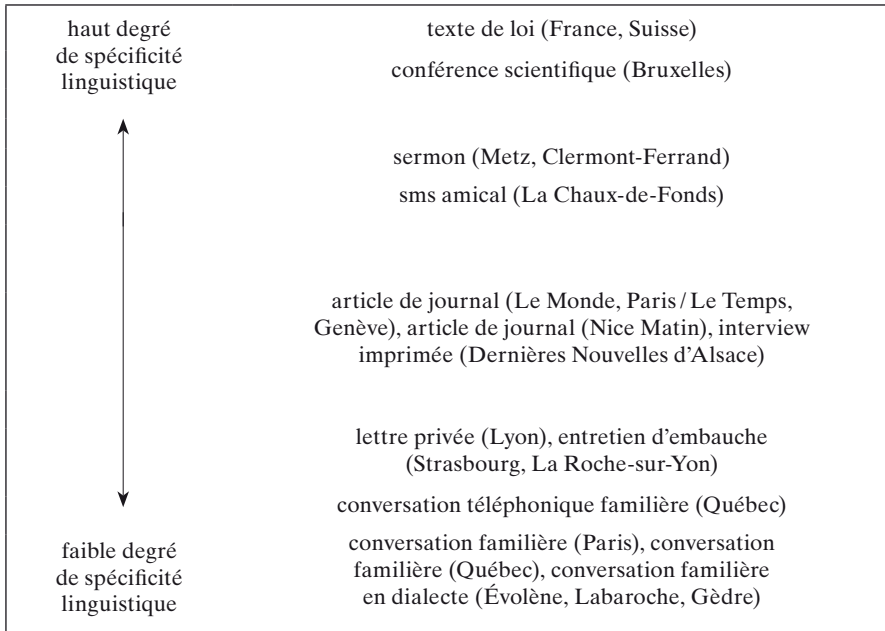 haut degré
de spécificité
linguistique
texte de loi (France, Suisse)
conférence scientifique (Bruxelles)
sermon (Metz, Clermont-Ferrand)
sms amical (La Chaux-de-Fonds)
article de journal (Le Monde, Paris / Le Temps,
Genève), article de journal (Nice Matin), interview
imprimée (Dernières Nouvelles d’Alsace)
lettre privée (Lyon), entretien d’embauche
(Strasbourg, La Roche-sur-Yon)
conversation téléphonique familière (Québec)
faible degré
de spécificité
linguistique
conversation familière (Paris), conversation
familière (Québec), conversation familière
en dialecte (Évolène, Labaroche, Gèdre)